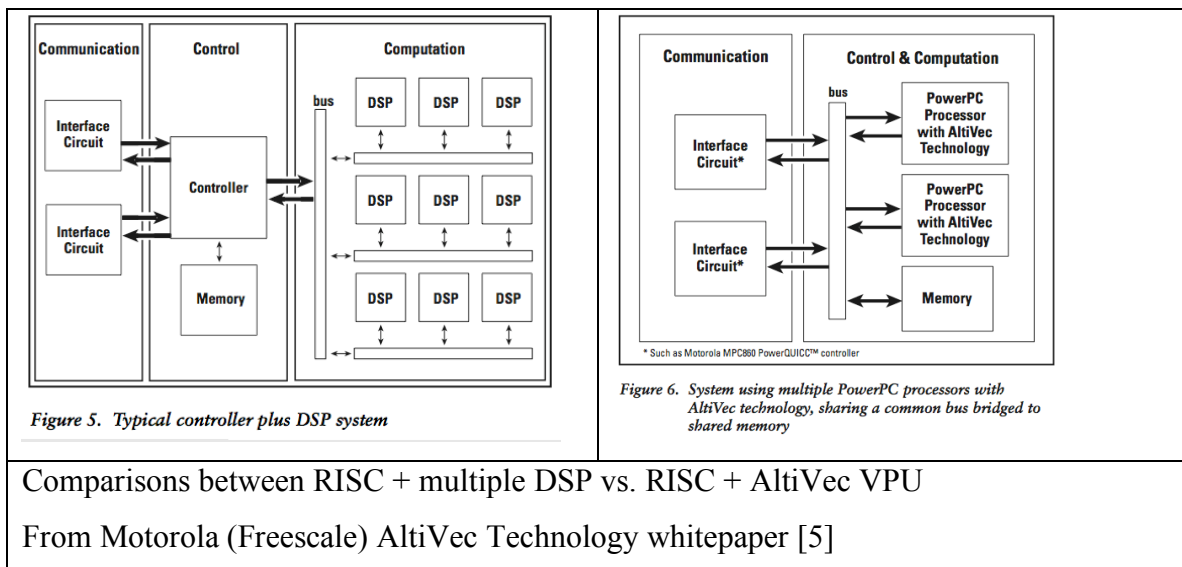 Communication
Control
Computation
bus
DSP
DSP
DSP
Interface
Circuit
Controller
DSP
DSP
DSP
Interface
Circuit
Memory
DSP
DSP
DSP
Figure 5. Typical controller plus DSP system
Communication
Control & Computation
bus
PowerPC
Processor
with AltiVec
Technology
Interface
Circuit*
PowerPC
Processor
with AltiVec
Technology
Interface
Circuit*
Memory
* Such as Motorola MPC860 PowerQUICC™ controller
Figure 6. System using multiple PowerPC processors with
AltiVec technology, sharing a common bus bridged to
shared memory
Comparisons between RISC + multiple DSP vs. RISC + AltiVec VPU
From Motorola (Freescale) AltiVec Technology whitepaper [5]